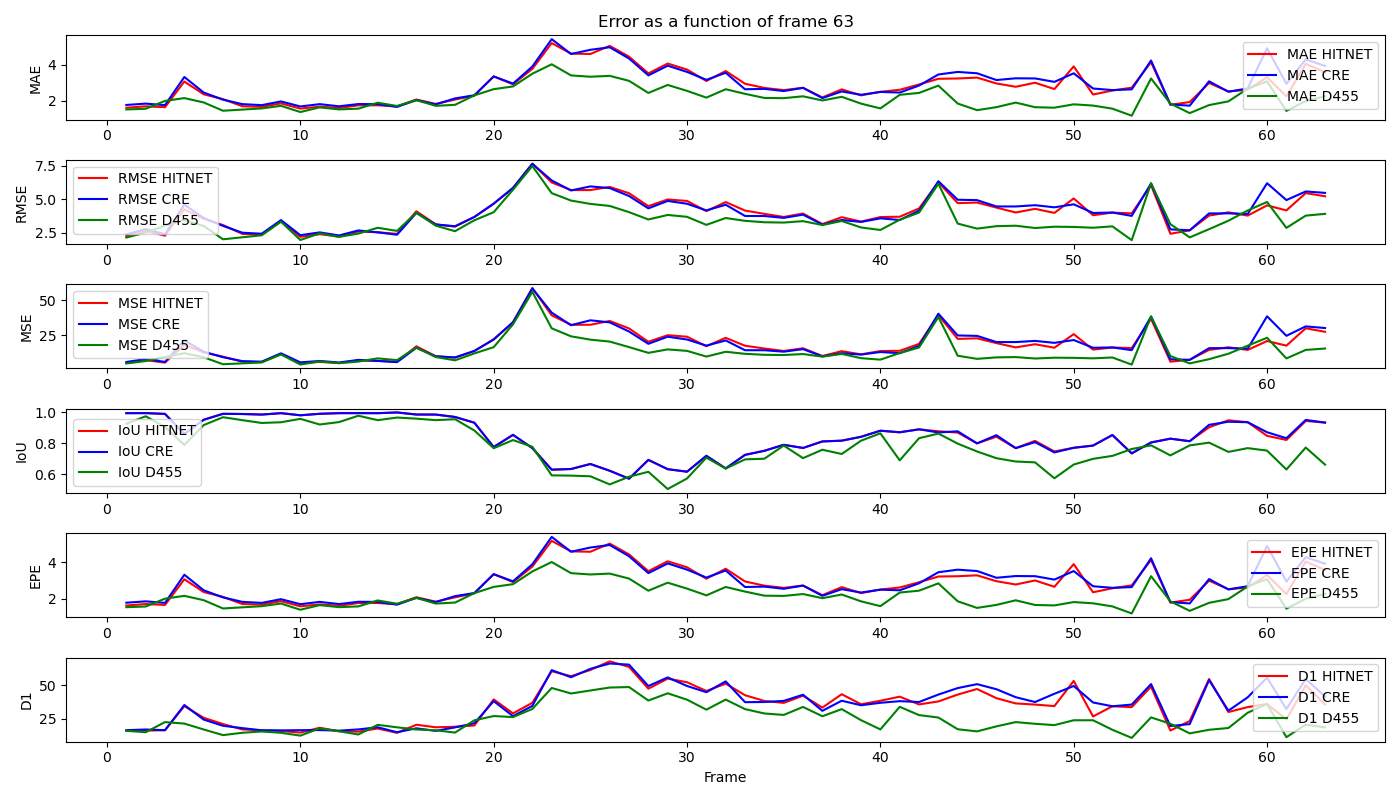 Error as a function of frame 63
MAE
4
2
MAE HITNET
MAE CRE
MAE D455
0 10 20 30 40 50 60
RMSE
7.5
5.0
2.5
RMSE HITNET
RMSE CRE
RMSE D455
0 10 20 30 40 50 60
MSE
50
25
MSE HITNET
MSE CRE
MSE D455
0 10 20 30 40 50 60
IoU
1.0
0.8
0.6
IoU HITNET
IoU CRE
IoU D455
0 10 20 30 40 50 60
EPE
4
2
EPE HITNET
EPE CRE
EPE D455
0 10 20 30 40 50 60
D1
50
25
D1 HITNET
D1 CRE
D1 D455
0 10 20 30 40 50 60
Frame